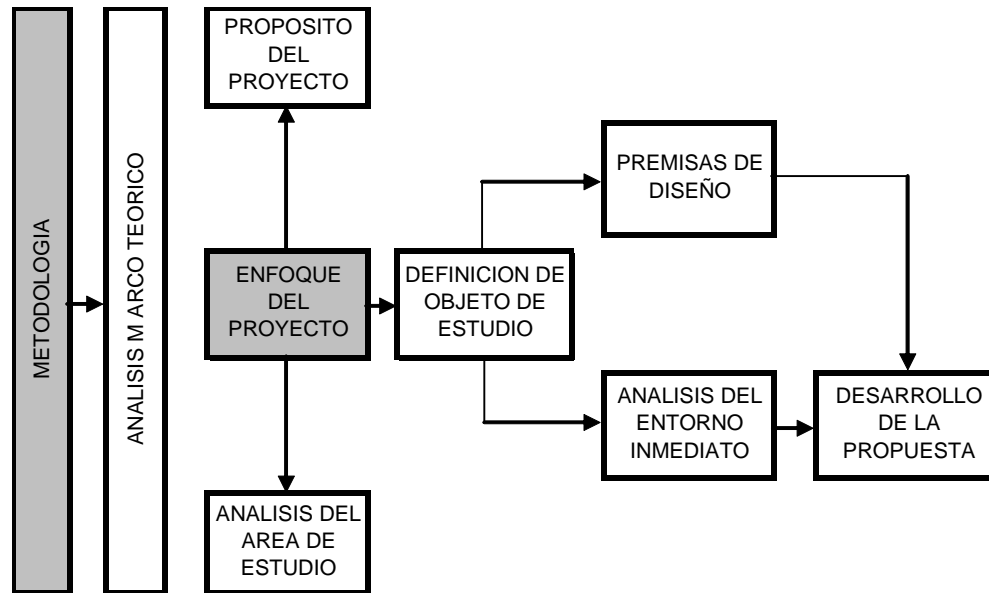 METODOLOGIA
ANALISIS M ARCO TEORICO
PROPOSITO
DEL
PROYECTO
ENFOQUE
DEL
PROYECTO
ANALISIS DEL
AREA DE
ESTUDIO
DEFINICION DE
OBJETO DE
ESTUDIO
PREMISAS DE
DISEÑO
ANALISIS DEL
ENTORNO
INMEDIATO
DESARROLLO
DE LA
PROPUESTA